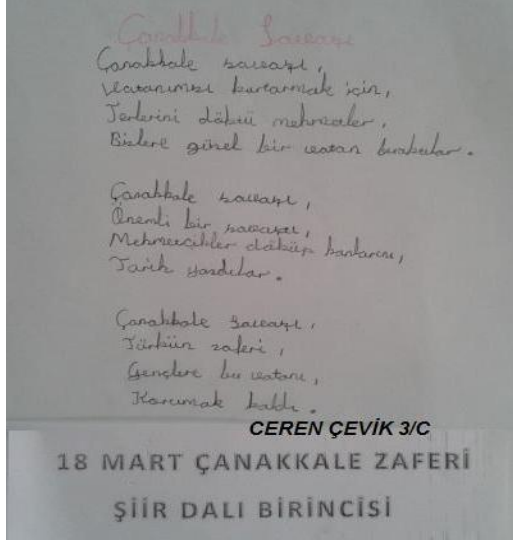 Çanakkale Savaşı
Çanakkale savaşı,
Vatanımızı kurtarmak için,
Terlerini döktü mehmetler,
Bizlere güzel bir vatan bıraktılar.
Çanakkale savaşı,
Önemli bir savaştı,
Mehmetçikler döküp kanlarını,
Tarih yazdılar.
Çanakkale Savaşı,
Türkün zaferi,
Gençlere bu vatanı,
Korumak kaldı.
CEREN ÇEVİK 3/C
18 MART ÇANAKKALE ZAFERİ
ŞİİR DALI BİRİNCİSİ